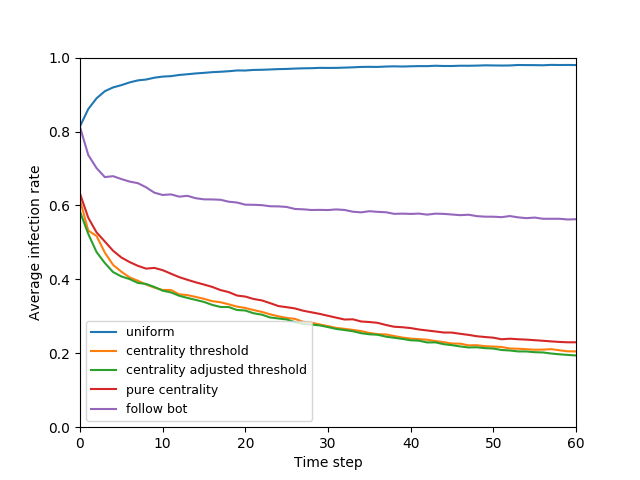 1.0
0.8
0.6
0.4
0.2
0.0
Average infection rate
uniform
centrality threshold
centrality adjusted threshold
pure centrality
follow bot
0 10 20 30 40 50 60
Time step